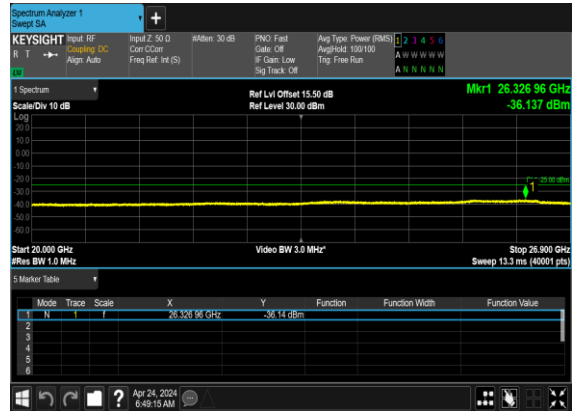 Spectrum Analyzer 1
Swept SA
KEYSIGHT Input: RF Input Z: 50 Ω #Atten: 30 dB PNO: Fast Avg Type: Power (RMS) 1 2 3 4 5 6
R T Coupling: DC Corr CCorr Gate: Off Avg|Hold: 100/100 A W W W W W
Align: Auto Freq Ref: Int (S) IF Gain: Low Trig: Free Run
LW Sig Track: Off A N N N N N
1 Spectrum Ref Lvl Offset 15.50 dB Mkr1 26.326 96 GHz
Scale/Div 10 dB Ref Level 30.00 dBm -36.137 dBm
Log
20.0
10.0
0.00
-10.0
-20.0 -25.00 dBm
-30.0 1
-40.0
-50.0
-60.0
Start 20.000 GHz Video BW 3.0 MHz* Stop 26.900 GHz
#Res BW 1.0 MHz Sweep 13.3 ms (40001 pts)
5 Marker Table
Mode Trace Scale X Y Function Function Width Function Value
1 N 1 f 26.326 96 GHz -36.14 dBm
2
3
4
5
6
? Apr 24, 2024
6:49:15 AM